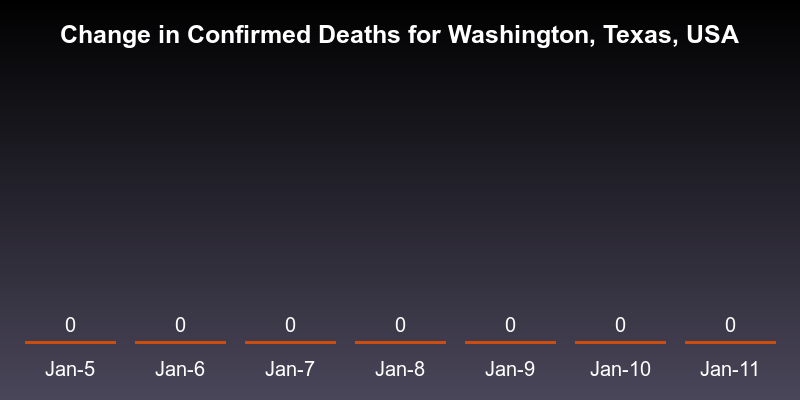 Change in Confirmed Deaths for Washington, Texas, USA
0 0 0 0 0 0 0
Jan-5 Jan-6 Jan-7 Jan-8 Jan-9 Jan-10 Jan-11